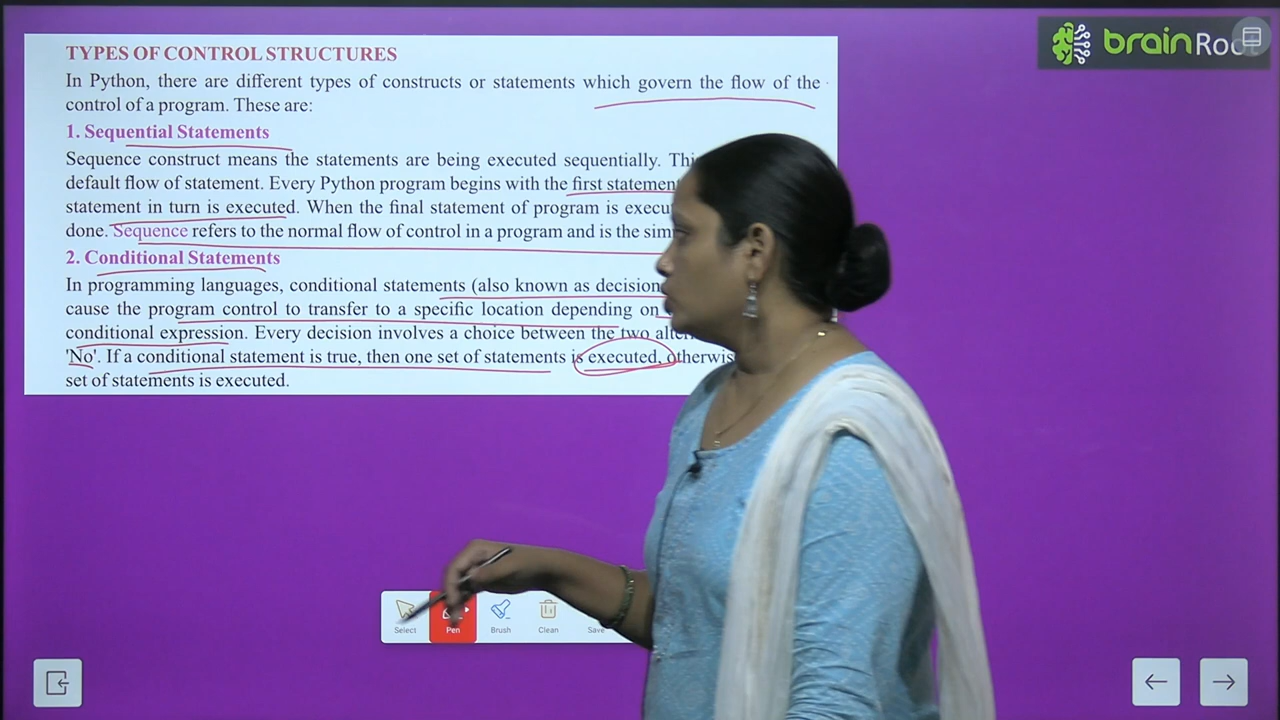 TYPES OF CONTROL STRUCTURES
In Python, there are different types of constructs or statements which govern the flow of the
control of a program. These are:
1. Sequential Statements
Sequence construct means the statements are being executed sequentially.
default flow of statement. Every Python program begins with the first statement
statement in turn is executed. When the final statement of program is
done. Sequence refers to the normal flow of control in a program and is the
2. Conditional Statements
In programming languages, conditional statements (also known as decision
cause the program control to transfer to a specific location depending on
conditional expression. Every decision involves a choice between the two
'No'. If a conditional statement is true, then one set of statements is executed,
set of statements is executed.
brain
Select Pen Brush Clean Save